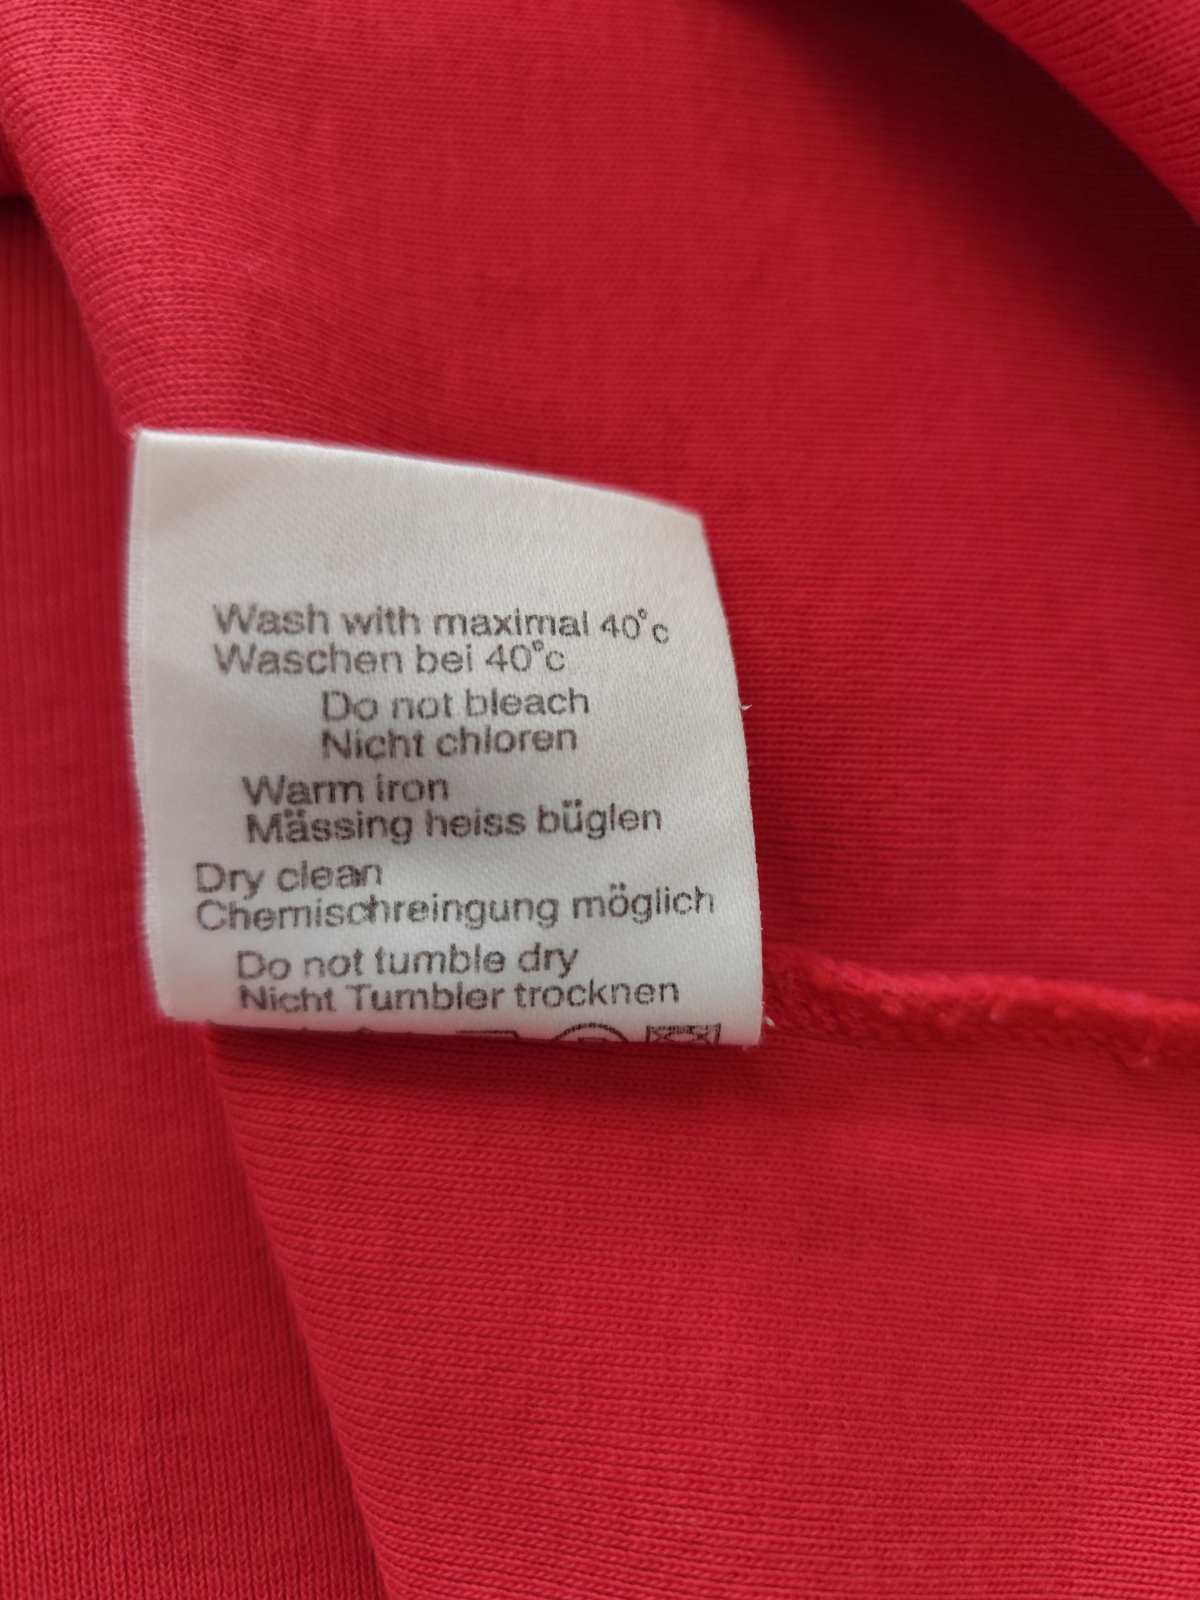 Wash with maximal 40°c
Waschen bei 40°c
Do not bleach
Nicht chloren
Warm iron
Mässing heiss büglen
Dry clean
Chemischreingung möglich
Do not tumble dry
Nicht Tumbler trocknen